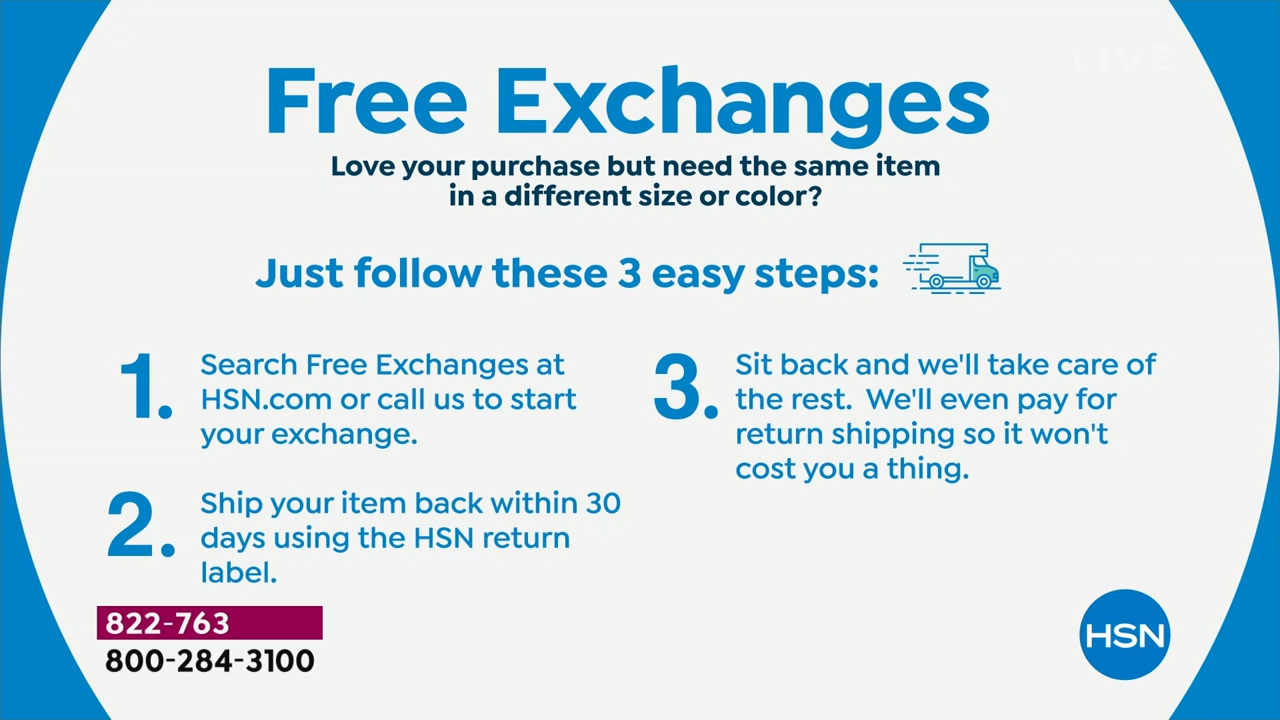 LIVE
Free Exchanges
Love your purchase but need the same item
in a different size or color?
Just follow these 3 easy steps:
1. Search Free Exchanges at
HSN.com or call us to start
your exchange.
2. Ship your item back within 30
days using the HSN return
label.
3. Sit back and we'll take care of
the rest. We'll even pay for
return shipping so it won't
cost you a thing.
822-763
800-284-3100
HSN